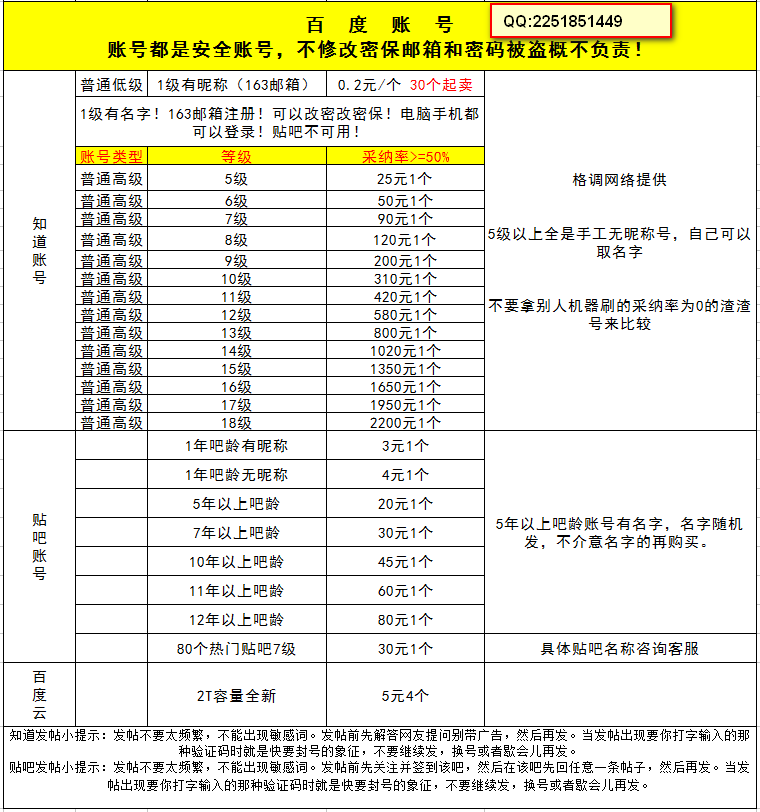 百 度 账 号
QQ:2251851449
账号都是安全账号，不修改密保邮箱和密码被盗概不负责！
知道账号
普通低级 1级有昵称（163邮箱） 0.2元/个 30个起卖
1级有名字！163邮箱注册！可以改密改密保！电脑手机都
可以登录！贴吧不可用！
账号类型 等级 采纳率>=50%
普通高级 5级 25元1个
普通高级 6级 50元1个
普通高级 7级 90元1个
普通高级 8级 120元1个
普通高级 9级 200元1个
普通高级 10级 310元1个
普通高级 11级 420元1个
普通高级 12级 580元1个
普通高级 13级 800元1个
普通高级 14级 1020元1个
普通高级 15级 1350元1个
普通高级 16级 1650元1个
普通高级 17级 1950元1个
普通高级 18级 2200元1个
格调网络提供
5级以上全是手工无昵称号，自己可以
取名字
不要拿别人机器刷的采纳率为0的渣渣
号来比较
贴吧账号
1年吧龄有昵称 3元1个
1年吧龄无昵称 4元1个
5年以上吧龄 20元1个
7年以上吧龄 30元1个
10年以上吧龄 45元1个
11年以上吧龄 60元1个
12年以上吧龄 80元1个
5年以上吧龄账号有名字，名字随机
发，不介意名字的再购买。
80个热门贴吧7级 30元1个 具体贴吧名称咨询客服
百度云
2T容量全新 5元4个
知道发帖小提示：发帖不要太频繁，不能出现敏感词。发帖前先解答网友提问别带广告，然后再发。当发帖出现要你打字输入的那
种验证码时就是快要封号的象征，不要继续发，换号或者歇会儿再发。
贴吧发帖小提示：发帖不要太频繁，不能出现敏感词。发帖前先关注并签到该吧，然后在该吧先回任意一条帖子，然后再发。当发
帖出现要你打字输入的那种验证码时就是快要封号的象征，不要继续发，换号或者歇会儿再发。